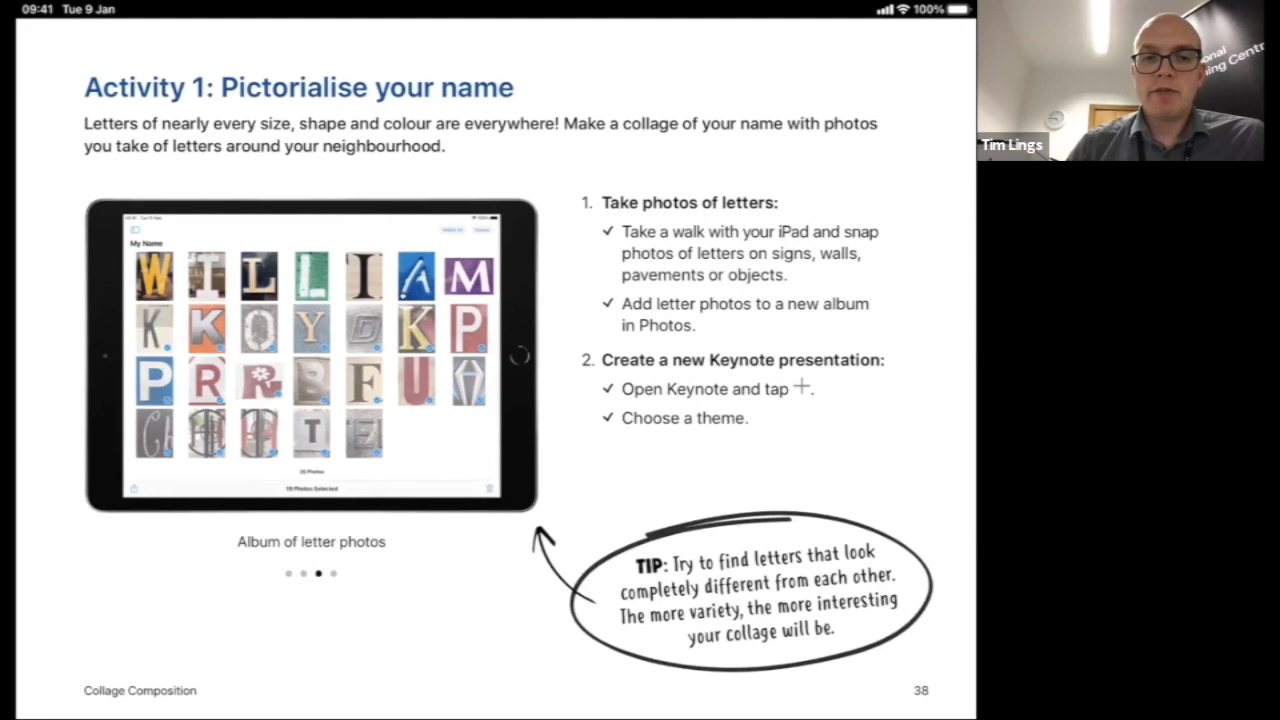 09:41 Tue 9 Jan
100%
onal
ing Centr
Tim Lings
Activity 1: Pictorialise your name
Letters of nearly every size, shape and colour are everywhere! Make a collage of your name with photos
you take of letters around your neighbourhood.
My Name
W I L L I A M
K K O Y D K P
P R R B F U A
Ch
T E
Album of letter photos
1. Take photos of letters:
✓ Take a walk with your iPad and snap
photos of letters on signs, walls,
pavements or objects.
✓ Add letter photos to a new album
in Photos.
2. Create a new Keynote presentation:
✓ Open Keynote and tap +.
✓ Choose a theme.
TIP: Try to find letters that look
completely different from each other.
The more variety, the more interesting
your collage will be.
Collage Composition
38